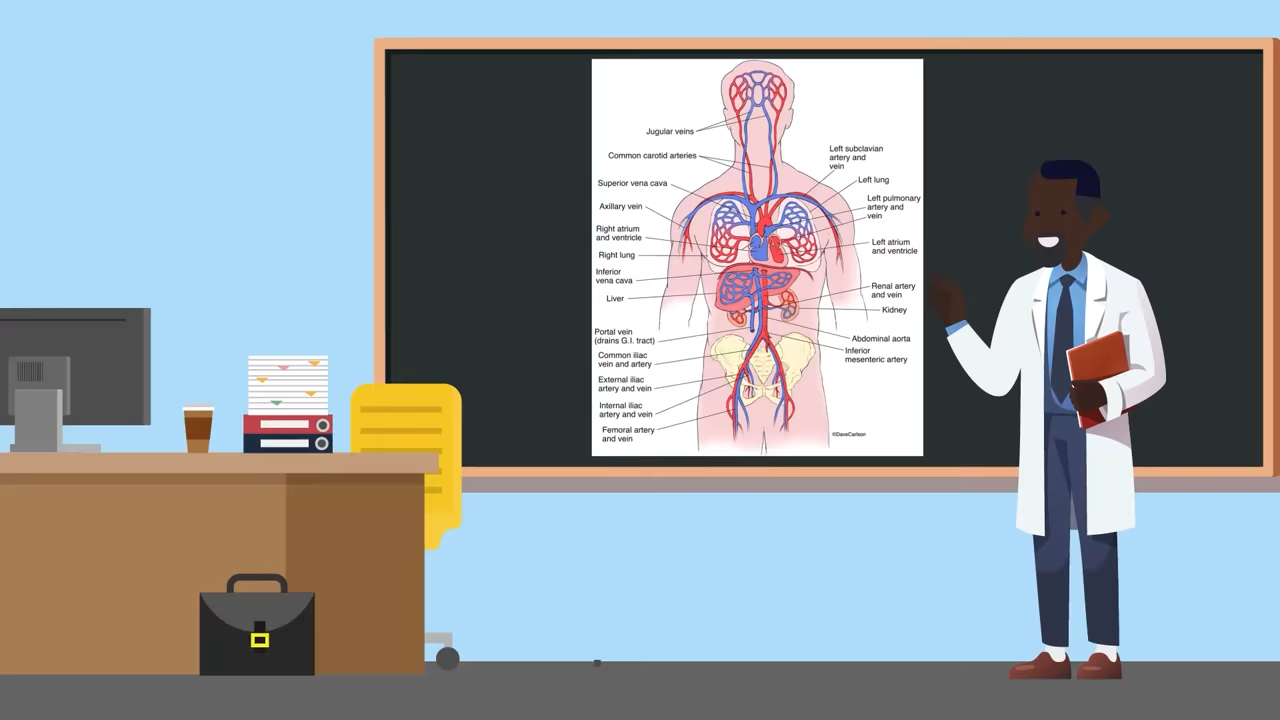 Jugular veins
Common carotid arteries
Superior vena cava
Axillary vein
Right atrium
and ventricle
Right lung
Inferior
vena cava
Liver
Portal vein
(drains G.I. tract)
Common iliac
vein and artery
External iliac
artery and vein
Internal iliac
artery and vein
Femoral artery
and vein
Left subclavian
artery and
vein
Left lung
Left pulmonary
artery and
vein
Left atrium
and ventricle
Renal artery
and vein
Kidney
Abdominal aorta
Inferior
mesenteric artery
©DaveCarlson